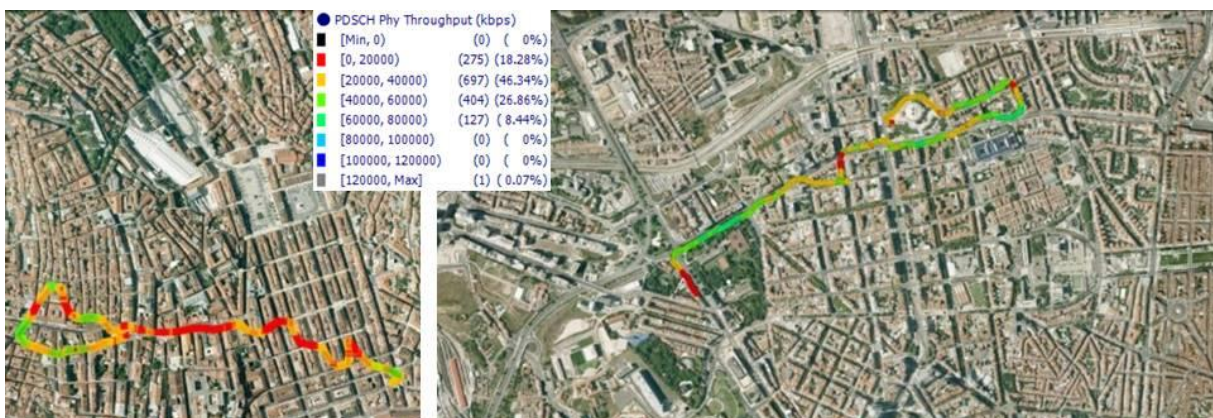 PDSCH Phy Throughput (kbps)
[Min, 0) (0) ( 0%)
[0, 20000) (275) (18.28%)
[20000, 40000) (697) (46.34%)
[40000, 60000) (404) (26.86%)
[60000, 80000) (127) ( 8.44%)
[80000, 100000) (0) ( 0%)
[100000, 120000) (0) ( 0%)
[120000, Max] (1) ( 0.07%)